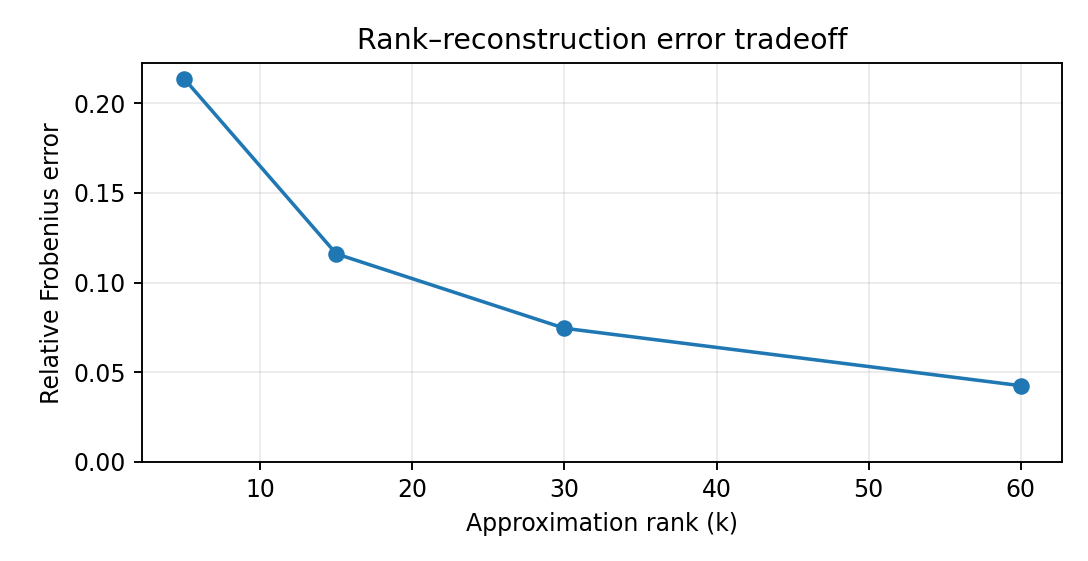 Rank–reconstruction error tradeoff
Relative Frobenius error
0.20
0.15
0.10
0.05
0.00
10 20 30 40 50 60
Approximation rank (k)